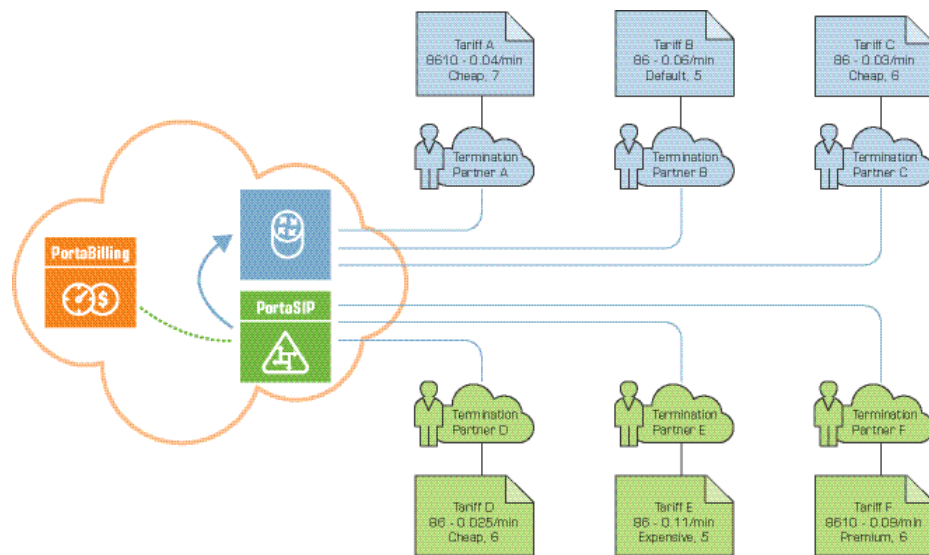 Tariff A
8610 - 0.04/min
Cheap, 7
Tariff B
86 - 0.06/min
Default, 5
Tariff C
86 - 0.03/min
Cheap, 6
Termination
Partner A
Termination
Partner B
Termination
Partner C
PortaBilling
$
PortaSIP
Termination
Partner D
Termination
Partner E
Termination
Partner F
Tariff D
86 - 0.025/min
Cheap, 6
Tariff E
86 - 0.11/min
Expensive, 5
Tariff F
8610 - 0.09/min
Premium, 6